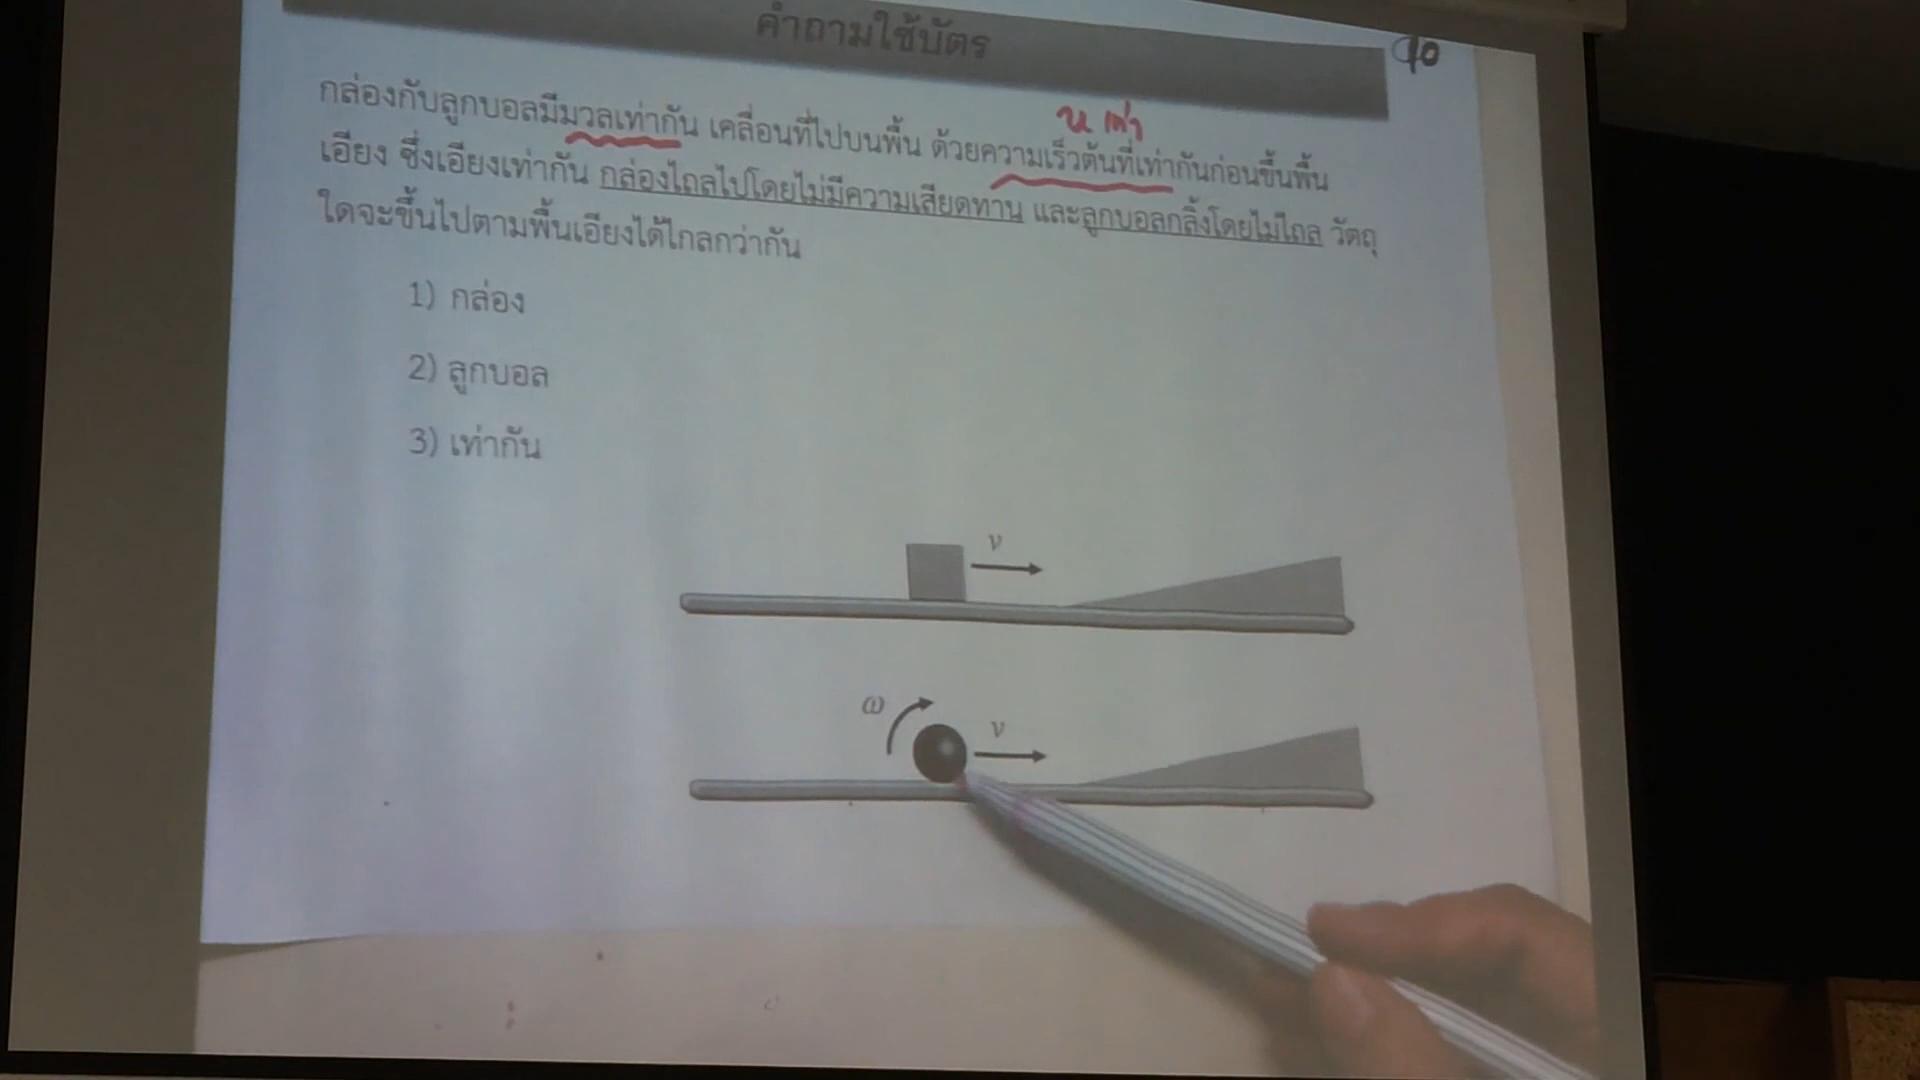 คำถามใช้บัตร
กล่องกับลูกบอลมีมวลเท่ากัน เคลื่อนที่ไปบนพื้น ด้วยความเร็วต้นที่เท่ากันก่อนขึ้นพื้น
เอียง ซึ่งเอียงเท่ากัน กล่องไถลไปโดยไม่มีความเสียดทาน และลูกบอลกลิ้งโดยไม่ไถล วัตถุ
ใดจะขึ้นไปตามพื้นเอียงได้ไกลกว่ากัน
1) กล่อง
2) ลูกบอล
3) เท่ากัน
v
ω
v